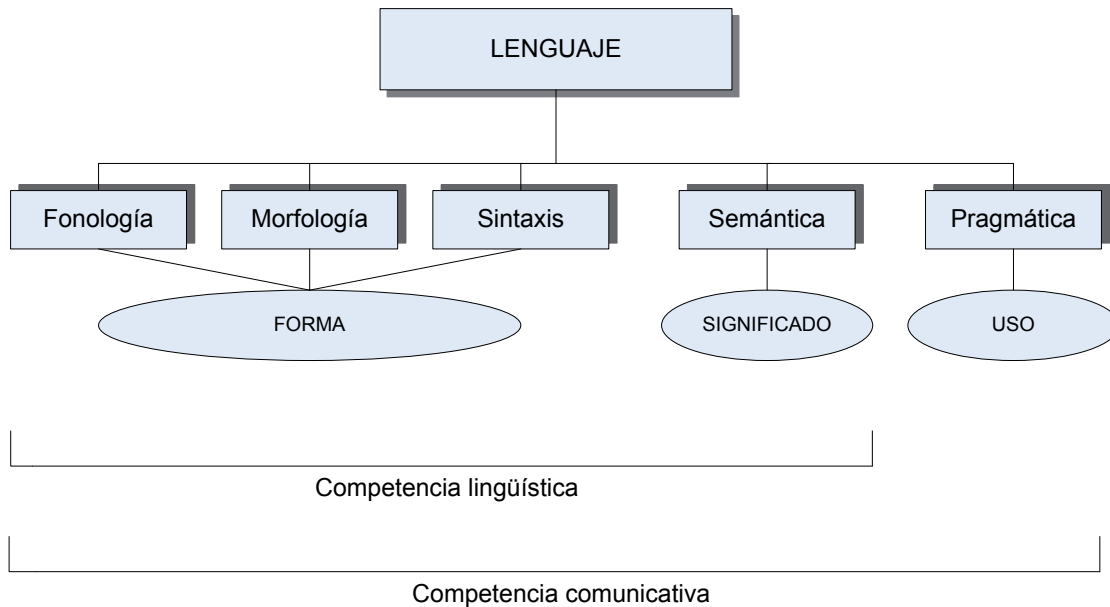 LENGUAJE
Fonología
Morfología
Sintaxis
Semántica
Pragmática
FORMA
SIGNIFICADO
USO
Competencia lingüística
Competencia comunicativa